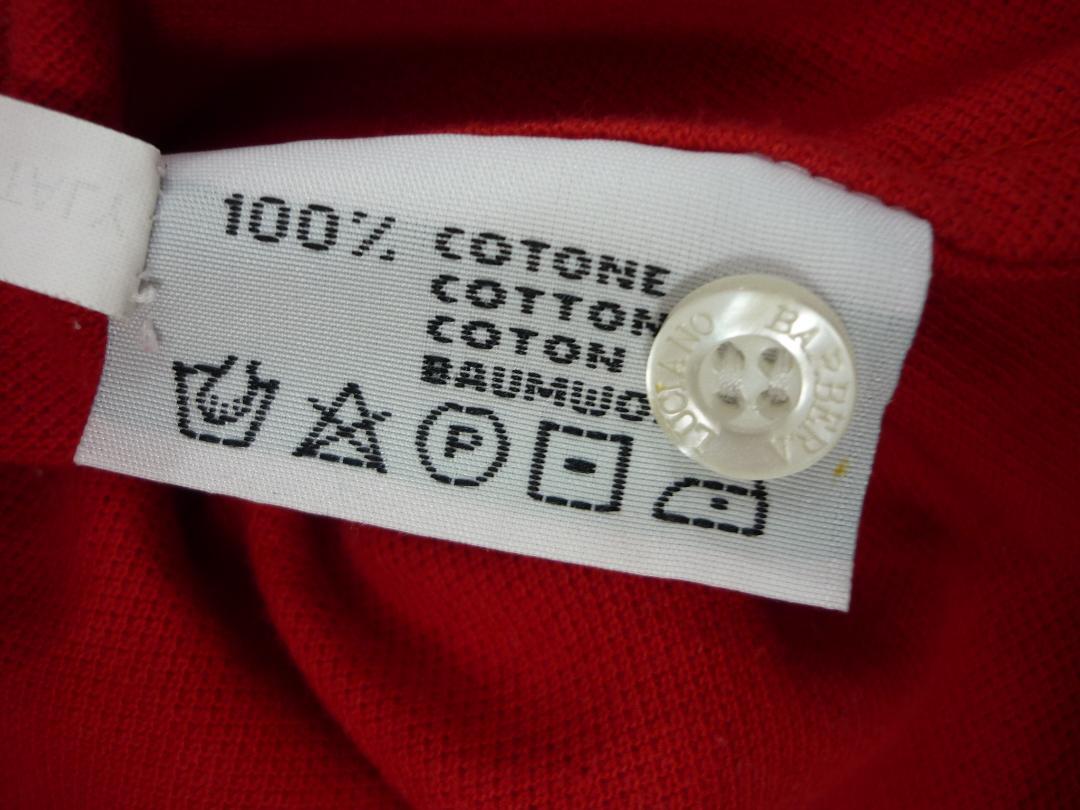 100% COTONE
COTTON
COTON
P
LUCIANO BARBERA